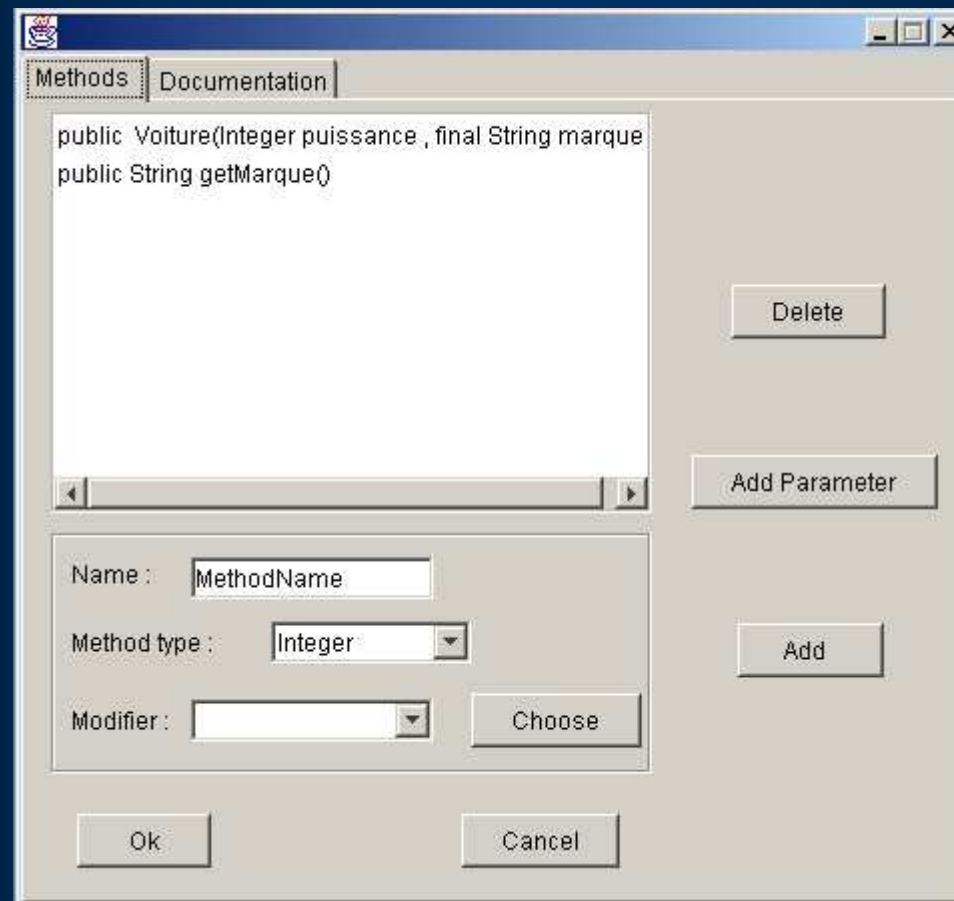 Methods
Documentation
public Voiture(Integer puissance , final String marque
public String getMarque()
Delete
Add Parameter
Name :
MethodName
Method type :
Integer
Add
Modifier :
Choose
Ok
Cancel